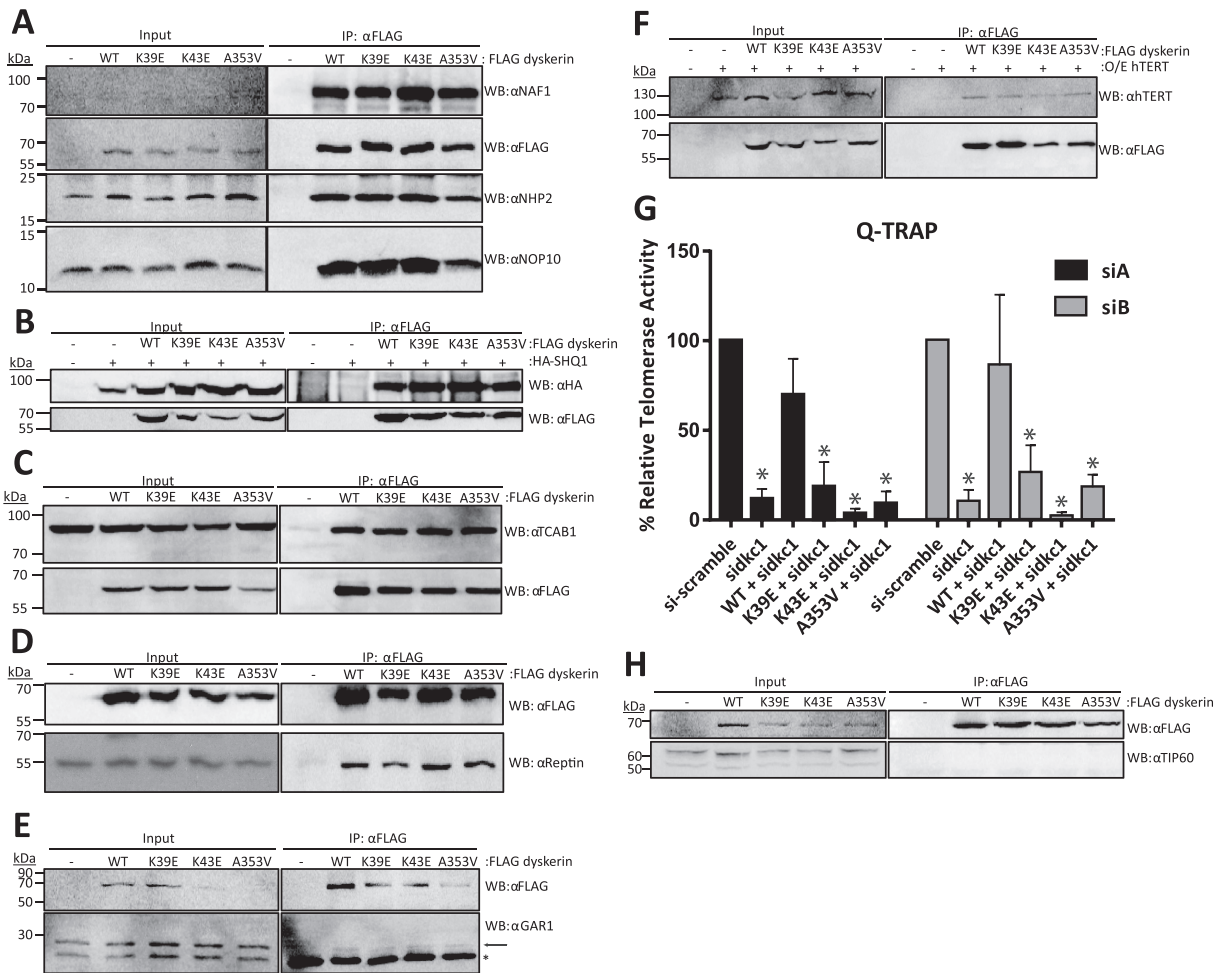 A
Input
IP: αFLAG
kDa
- WT K39E K43E A353V - WT K39E K43E A353V : FLAG dyskerin
100
70
WB:αNAF1
70
55
WB:αFLAG
25
15
WB:αNHP2
15
10
WB:αNOP10
B
Input
IP: αFLAG
WT K39E K43E A353V WT K39E K43E A353V :FLAG dyskerin
kDa
- + + + + + - + + + + + :HA-SHQ1
100
WB: αHA
70
55
WB: αFLAG
C
Input
IP: αFLAG
kDa
- WT K39E K43E A353V - WT K39E K43E A353V :FLAG dyskerin
100
70
WB:αTCAB1
70
55
WB: αFLAG
D
Input
IP: αFLAG
kDa
- WT K39E K43E A353V - WT K39E K43E A353V :FLAG dyskerin
70
55
WB: αFLAG
70
55
WB: αReptin
E
Input
IP: αFLAG
kDa
- WT K39E K43E A353V - WT K39E K43E A353V :FLAG dyskerin
90
70
50
WB:αFLAG
30
WB: αGAR1
*
F
Input
IP: αFLAG
- - WT K39E K43E A353V - - WT K39E K43E A353V :FLAG dyskerin
kDa
- + + + + + - + + + + + :O/E hTERT
130
100
WB: αhTERT
70
55
WB: αFLAG
G
Q-TRAP
% Relative Telomerase Activity
150
100
50
0
siA
siB
* * * * * * * *
si-scramble
sidkc1
WT + sidkc1
K39E + sidkc1
K43E + sidkc1
A353V + sidkc1
si-scramble
sidkc1
WT + sidkc1
K39E + sidkc1
K43E + sidkc1
A353V + sidkc1
H
Input
IP:αFLAG
kDa
- WT K39E K43E A353V - WT K39E K43E A353V :FLAG dyskerin
70
WB:αFLAG
60
50
WB:αTIP60